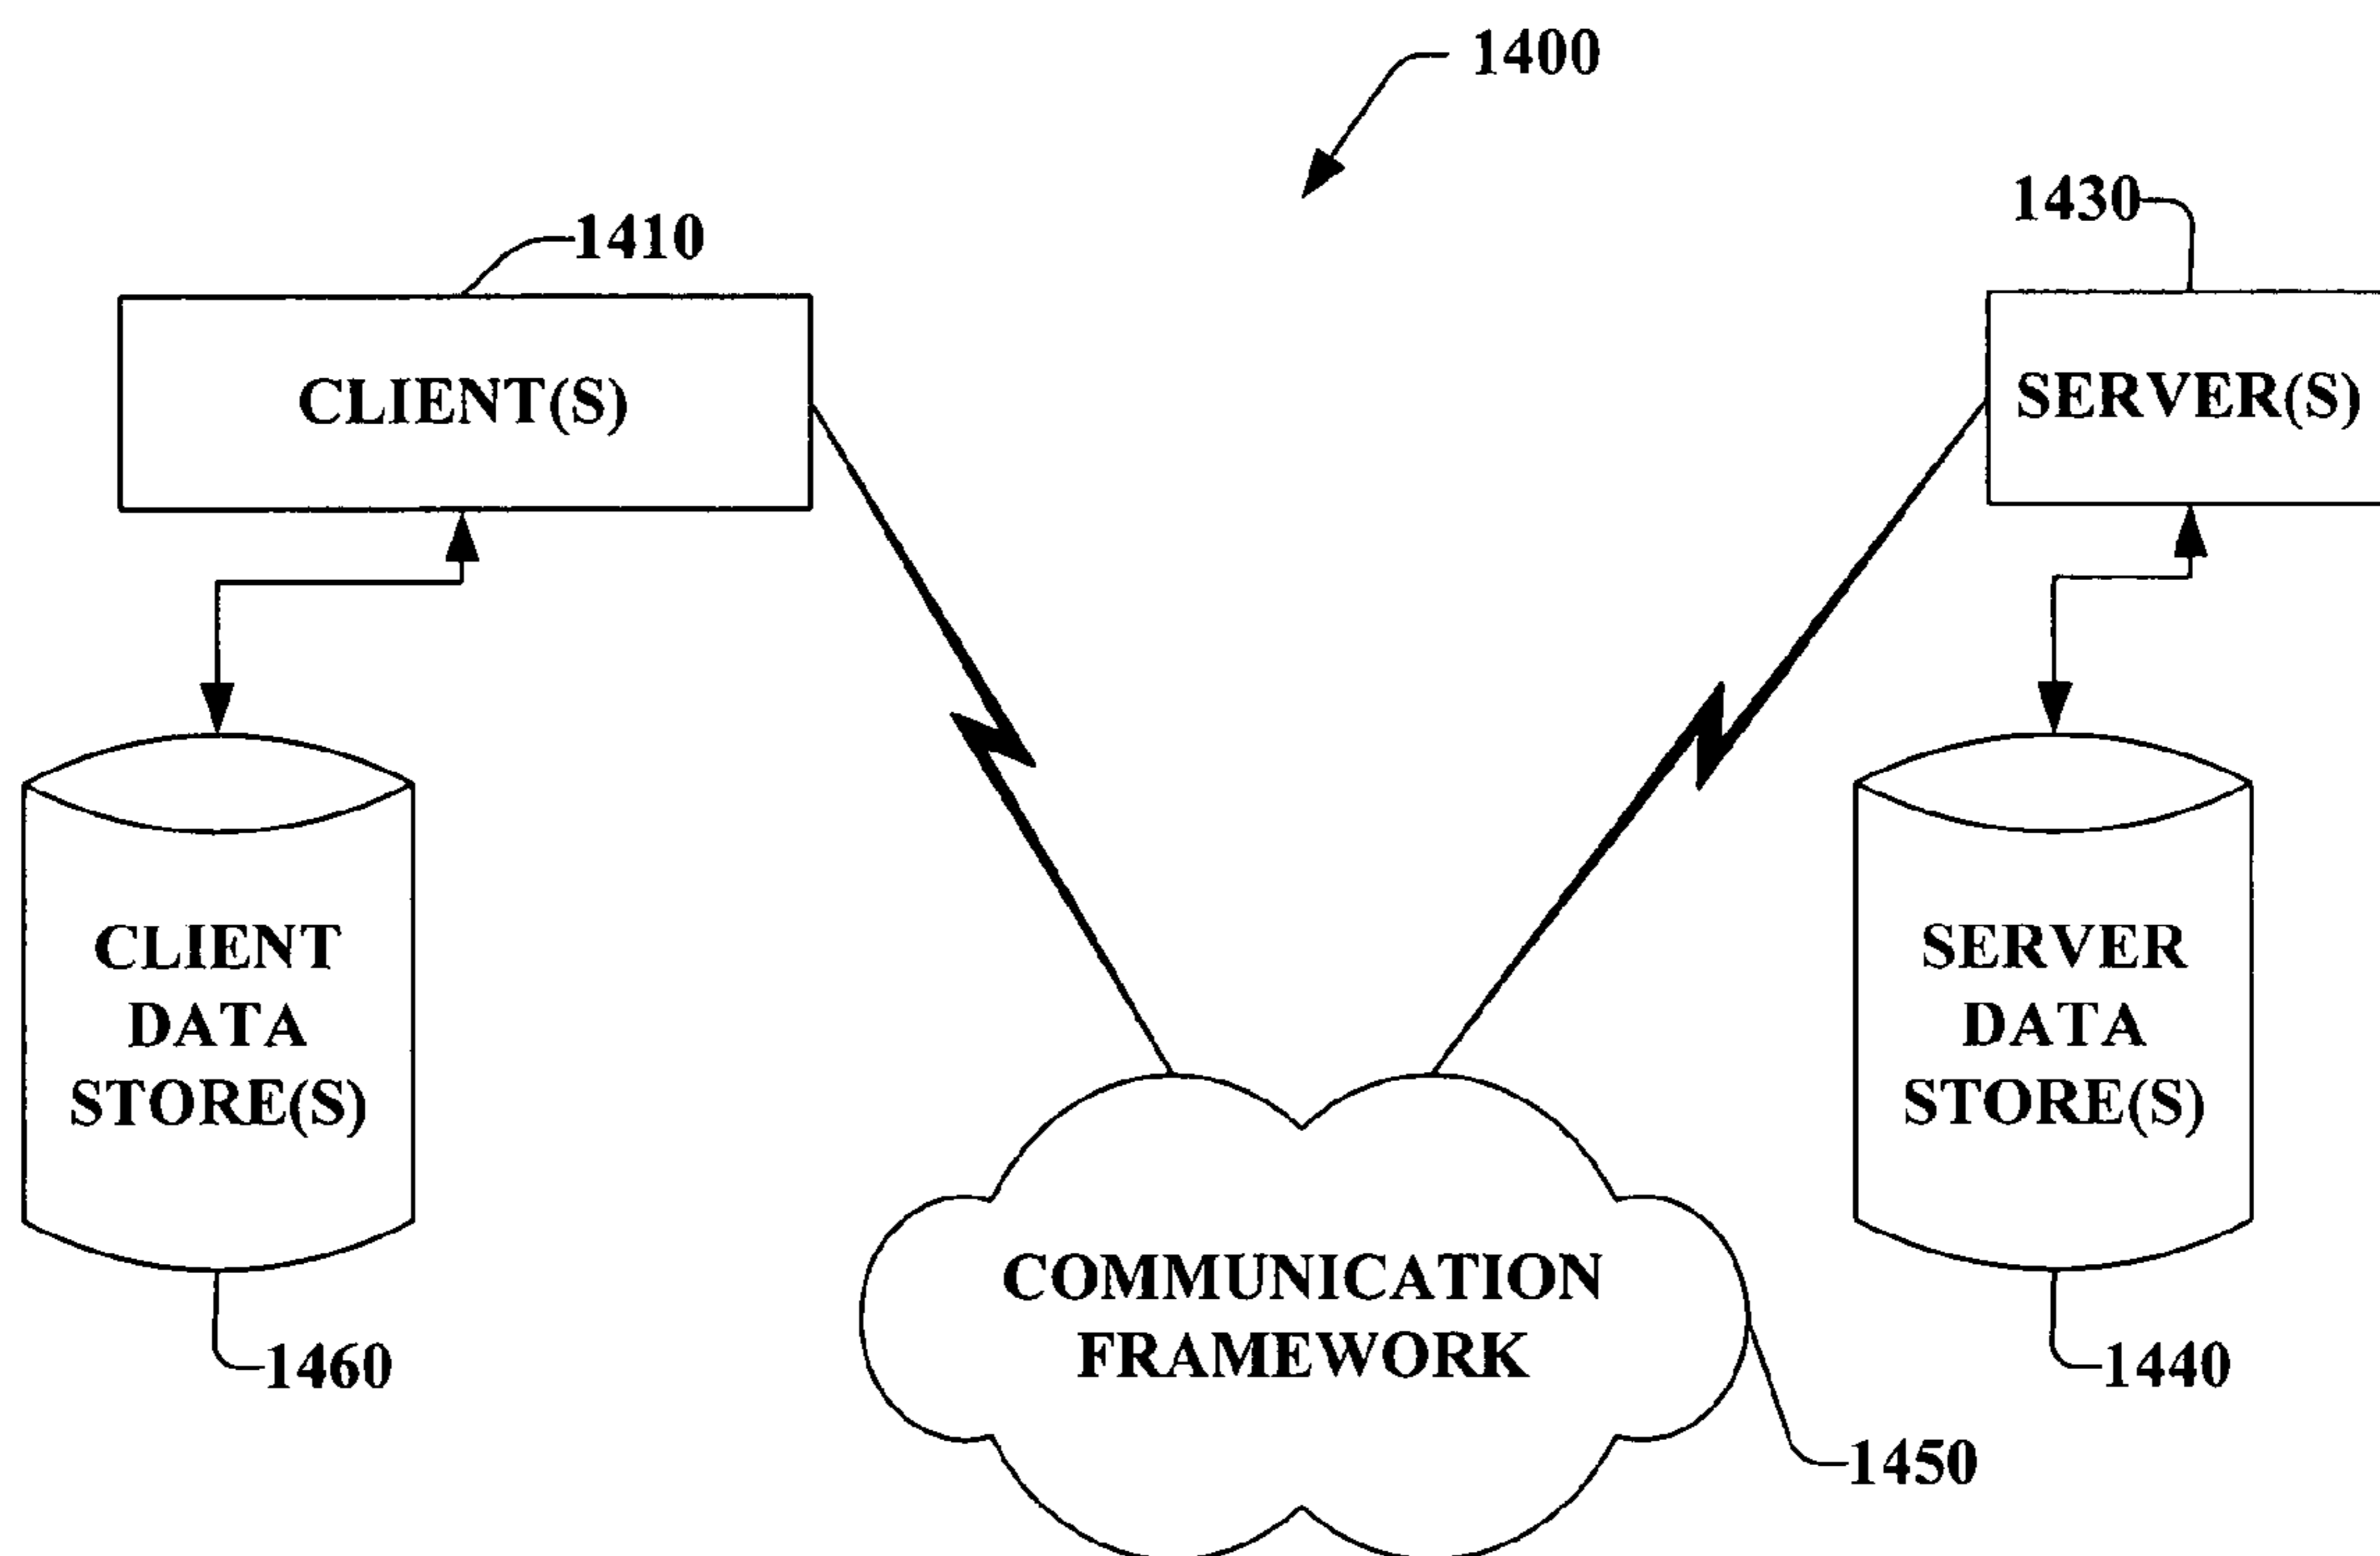 1400
1410
1430
CLIENT(S)
SERVER(S)
CLIENT
DATA
STORE(S)
SERVER
DATA
STORE(S)
COMMUNICATION
FRAMEWORK
1460
1440
1450